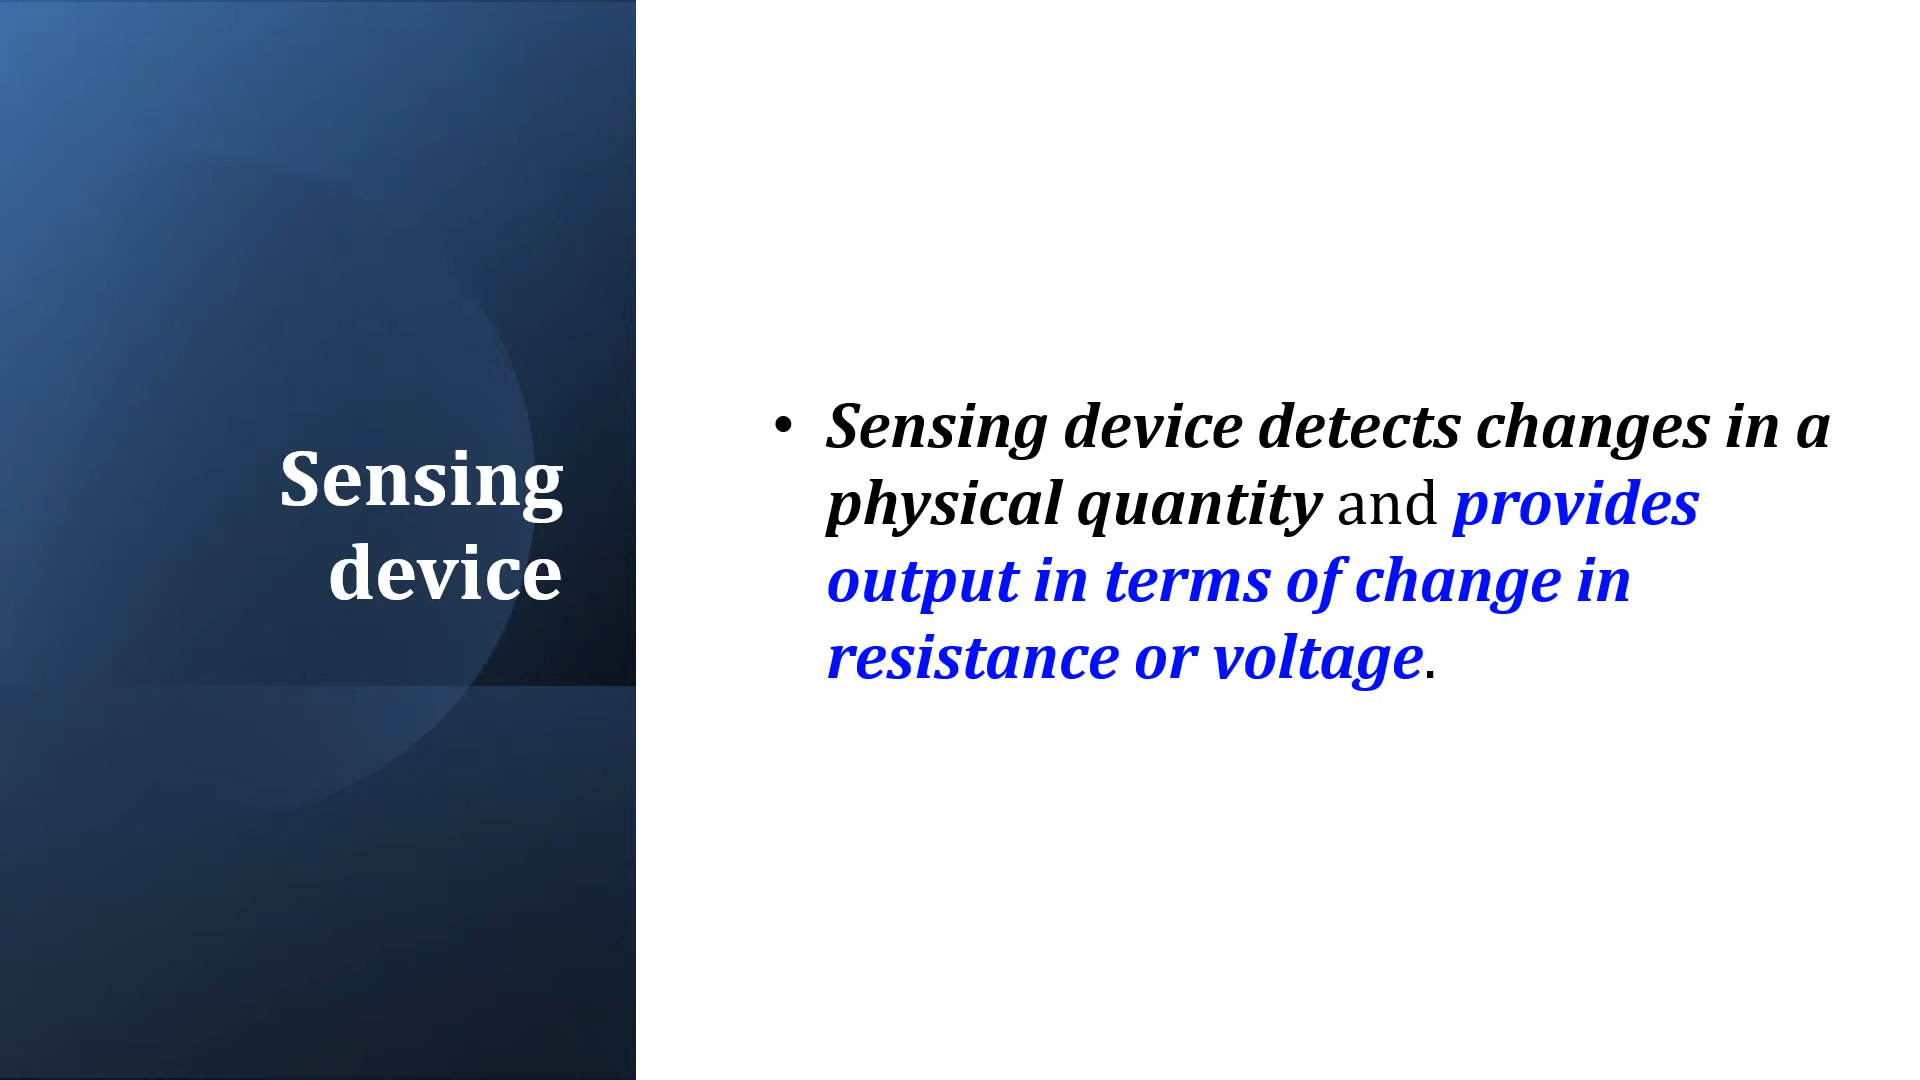 Sensing
device
• Sensing device detects changes in a
physical quantity and provides
output in terms of change in
resistance or voltage.